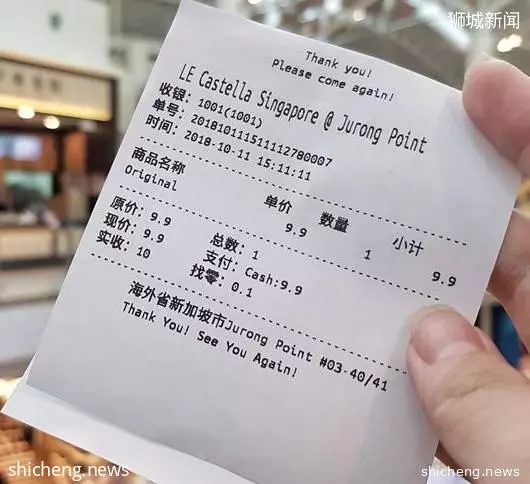 狮城新闻
Thank you!
Please come again!
LE Castella Singapore @ Jurong Point
收银: 1001(1001)
单号: 201810111511112780007
时间: 2018-10-11 15:11:11
商品名称 单价 数量 小计
Original 9.9 1 9.9
原价: 9.9 总数: 1
现价: 9.9 支付: Cash:9.9
实收: 10 找零: 0.1
海外省新加坡市Jurong Point #03-40/41
Thank You! See You Again!
shicheng.news
shicheng.news